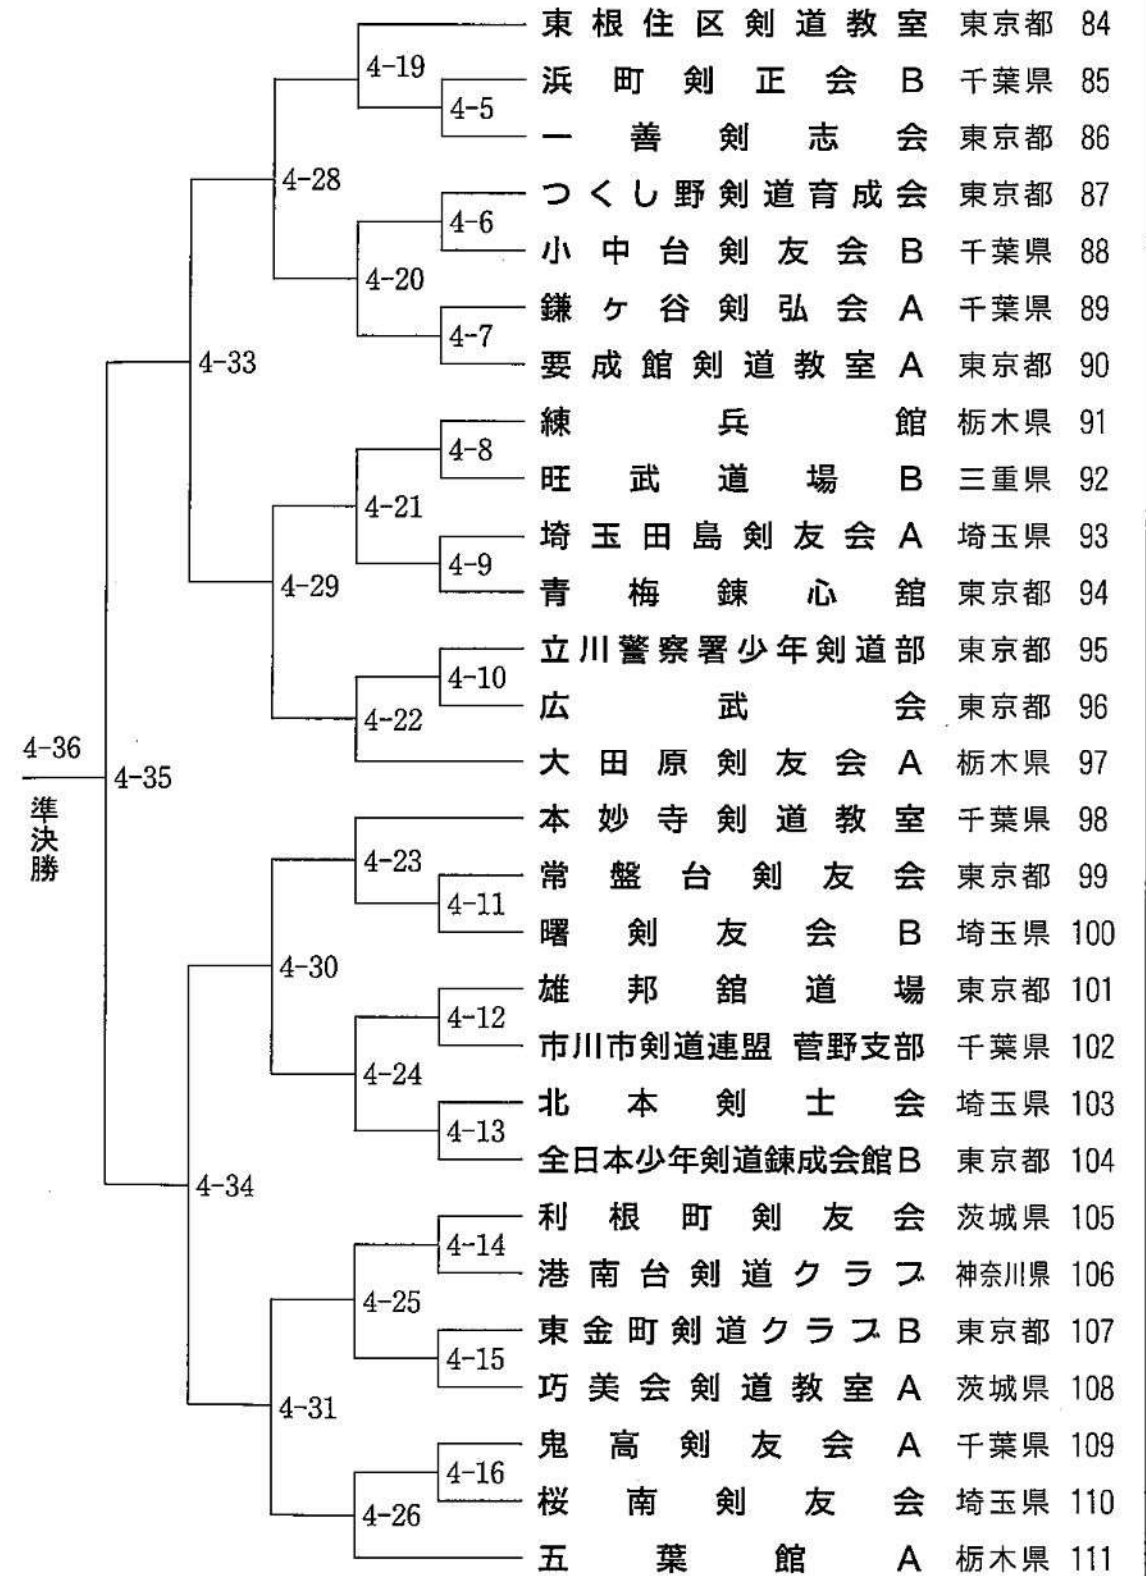 東根住区剣道教室 東京都 84
4-19
浜町剣正会B 千葉県 85
4-5
一善剣志会 東京都 86
4-28
つくし野剣道育成会 東京都 87
4-6
小中台剣友会B 千葉県 88
4-20
鎌ヶ谷剣弘会A 千葉県 89
4-7
4-33
要成館剣道教室A 東京都 90
練兵館 栃木県 91
4-8
旺武道場B 三重県 92
4-21
埼玉田島剣友会A 埼玉県 93
4-9
4-29
青梅錬心舘 東京都 94
立川警察署少年剣道部 東京都 95
4-10
広武会 東京都 96
4-22
4-36
大田原剣友会A 栃木県 97
4-35
準決勝
本妙寺剣道教室 千葉県 98
4-23
常盤台剣友会 東京都 99
4-11
曙剣友会B 埼玉県 100
4-30
雄邦舘道場 東京都 101
4-12
市川市剣道連盟 菅野支部 千葉県 102
4-24
北本剣士会 埼玉県 103
4-13
全日本少年剣道錬成会館B 東京都 104
4-34
利根町剣友会 茨城県 105
4-14
港南台剣道クラブ 神奈川県 106
4-25
東金町剣道クラブB 東京都 107
4-15
巧美会剣道教室A 茨城県 108
4-31
鬼高剣友会A 千葉県 109
4-16
桜南剣友会 埼玉県 110
4-26
五葉館A 栃木県 111